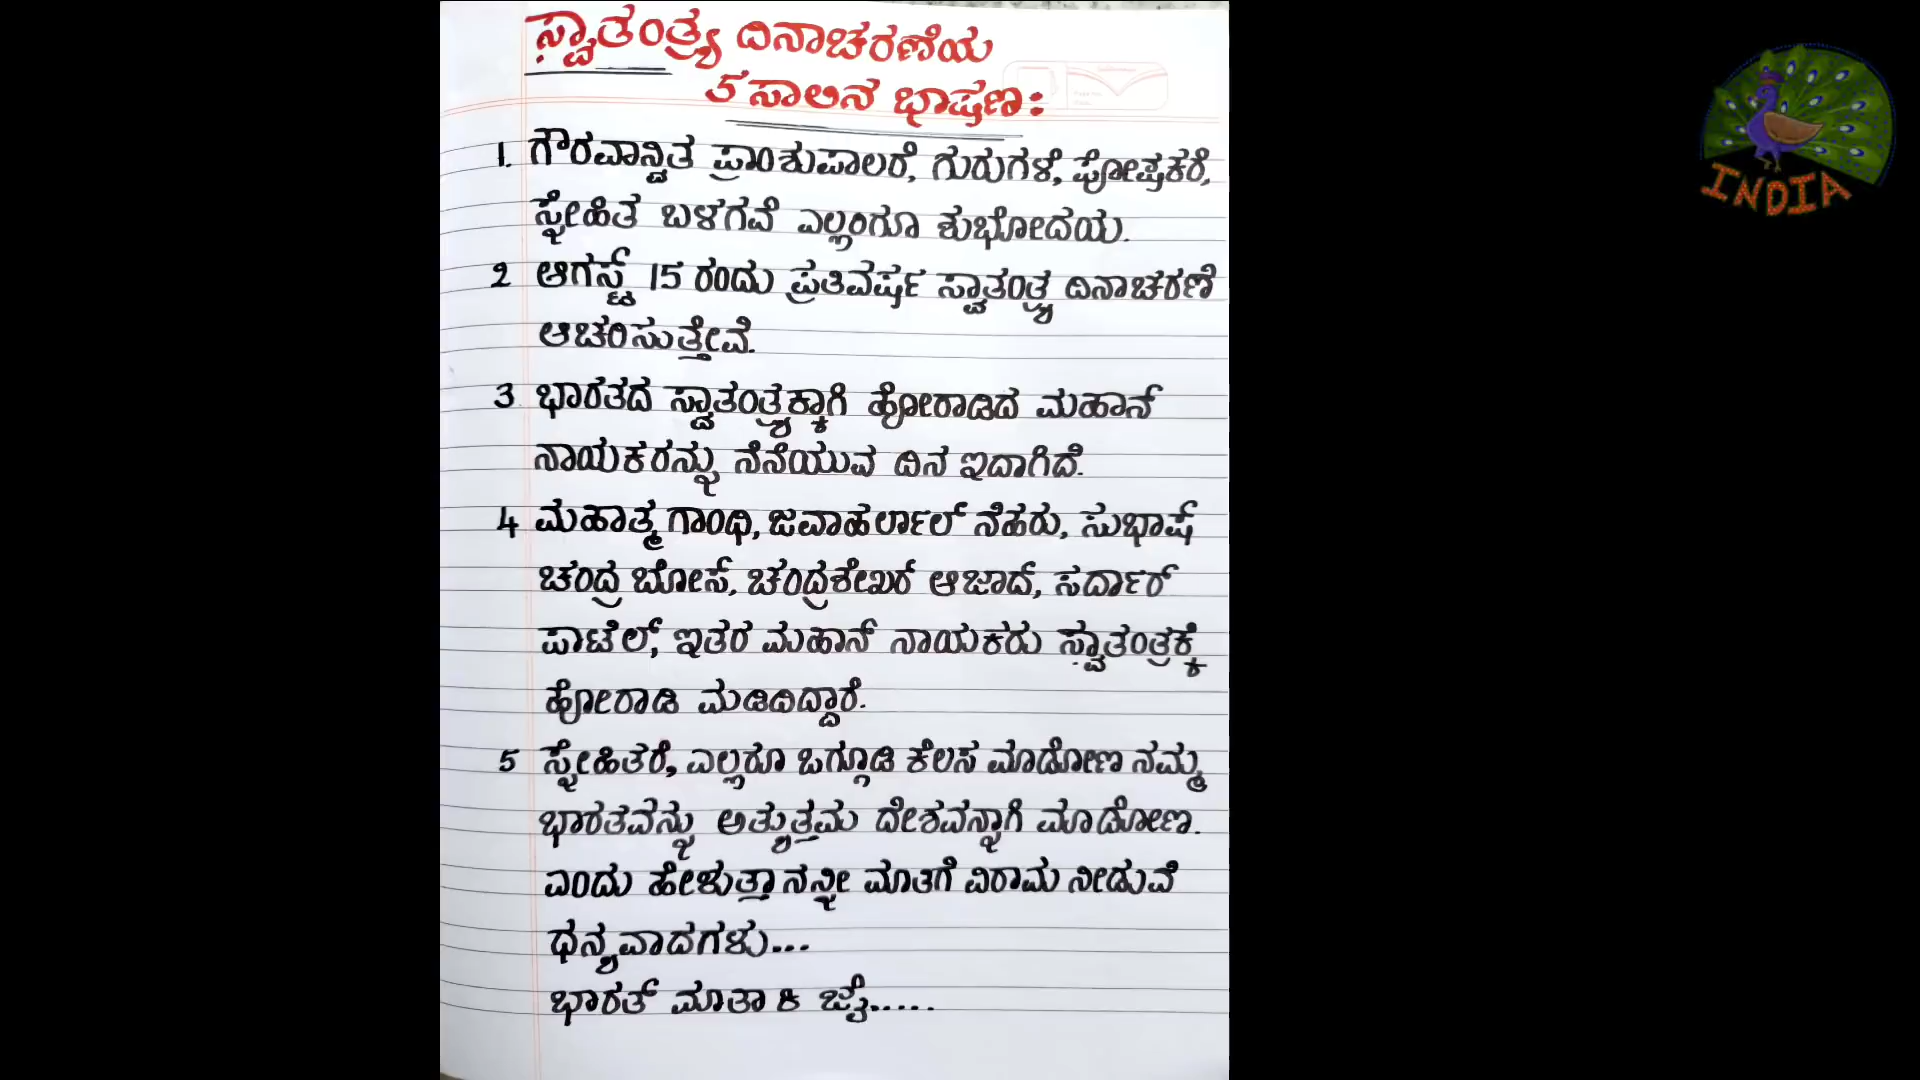 ಸ್ವಾತಂತ್ರ್ಯ ದಿನಾಚರಣೆಯ
5 ಸಾಲಿನ ಭಾಷಣ:
1. ಗೌರವಾನ್ವಿತ ಪ್ರಾಂಶುಪಾಲರೆ, ಗುರುಗಳೆ, ಪೋಷಕರೆ,
ಸ್ನೇಹಿತ ಬಳಗವೆ ಎಲ್ಲರಿಗೂ ಶುಭೋದಯ.
2 ಆಗಸ್ಟ್ 15 ರಂದು ಪ್ರತಿವರ್ಷ ಸ್ವಾತಂತ್ರ್ಯ ದಿನಾಚರಣೆ
ಆಚರಿಸುತ್ತೇವೆ.
3 ಭಾರತದ ಸ್ವಾತಂತ್ರ್ಯಕ್ಕಾಗಿ ಹೋರಾಡಿದ ಮಹಾನ್
ನಾಯಕರನ್ನು ನೆನೆಯುವ ದಿನ ಇದಾಗಿದೆ.
4 ಮಹಾತ್ಮ ಗಾಂಧಿ, ಜವಾಹರ್ಲಾಲ್ ನೆಹರು, ಸುಭಾಷ್
ಚಂದ್ರ ಬೋಸ್, ಚಂದ್ರಶೇಖರ್ ಆಜಾದ್, ಸರ್ದಾರ್
ಪಾಟೆಲ್, ಇತರ ಮಹಾನ್ ನಾಯಕರು ಸ್ವಾತಂತ್ರಕ್ಕೆ
ಹೋರಾಡಿ ಮಡಿದಿದ್ದಾರೆ.
5 ಸ್ನೇಹಿತರೆ, ಎಲ್ಲರೂ ಒಗ್ಗೂಡಿ ಕೆಲಸ ಮಾಡೋಣ ನಮ್ಮ
ಭಾರತವನ್ನು ಅತ್ಯುತ್ತಮ ದೇಶವನ್ನಾಗಿ ಮಾಡೋಣ.
ಎಂದು ಹೇಳುತ್ತಾ ನನ್ನೀ ಮಾತಗೆ ವಿರಾಮ ನೀಡುವೆ
ಧನ್ಯವಾದಗಳು...
ಭಾರತ್ ಮಾತಾ ಕಿ ಜೈ.....
INDIA